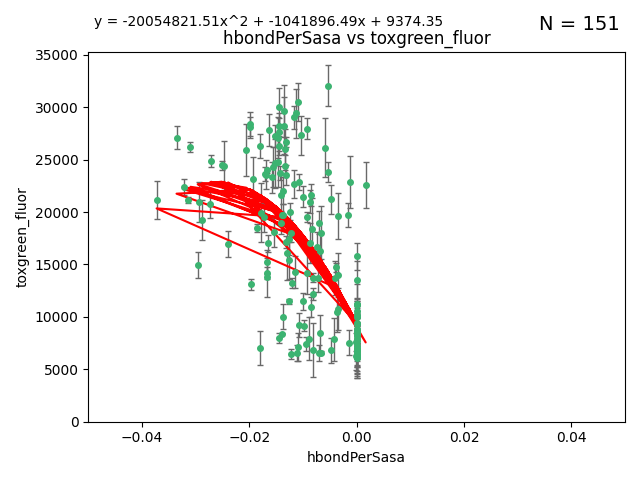 y = -20054821.51x^2 + -1041896.49x + 9374.35
N = 151
hbondPerSasa vs toxgreen_fluor
35000
30000
25000
20000
15000
10000
5000
0
toxgreen_fluor
−0.04
−0.02
0.00
0.02
0.04
hbondPerSasa